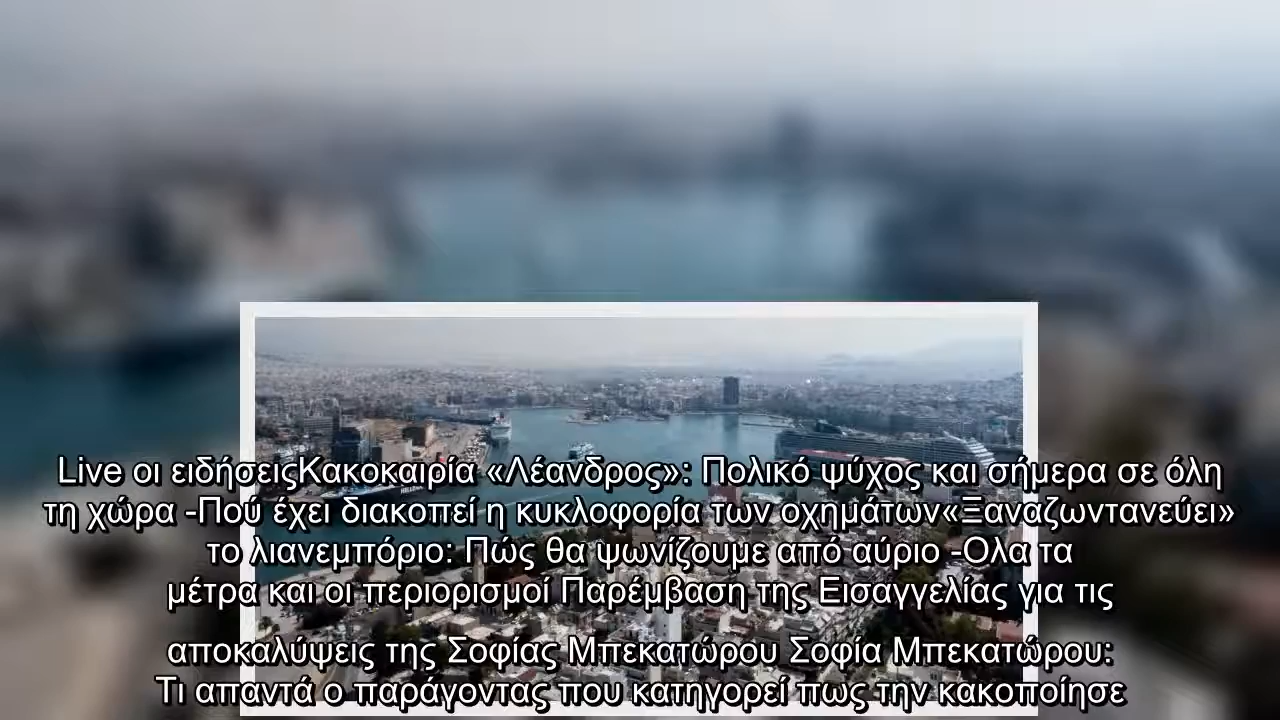 Live οι ειδήσειςΚακοκαιρία «Λέανδρος»: Πολικό ψύχος και σήμερα σε όλη
τη χώρα -Πού έχει διακοπεί η κυκλοφορία των οχημάτων«Ξαναζωντανεύει»
το λιανεμπόριο: Πώς θα ψωνίζουμε από αύριο -Ολα τα
μέτρα και οι περιορισμοί Παρέμβαση της Εισαγγελίας για τις
αποκαλύψεις της Σοφίας Μπεκατώρου Σοφία Μπεκατώρου:
Τι απαντά ο παράγοντας που κατηγορεί πως την κακοποίησε